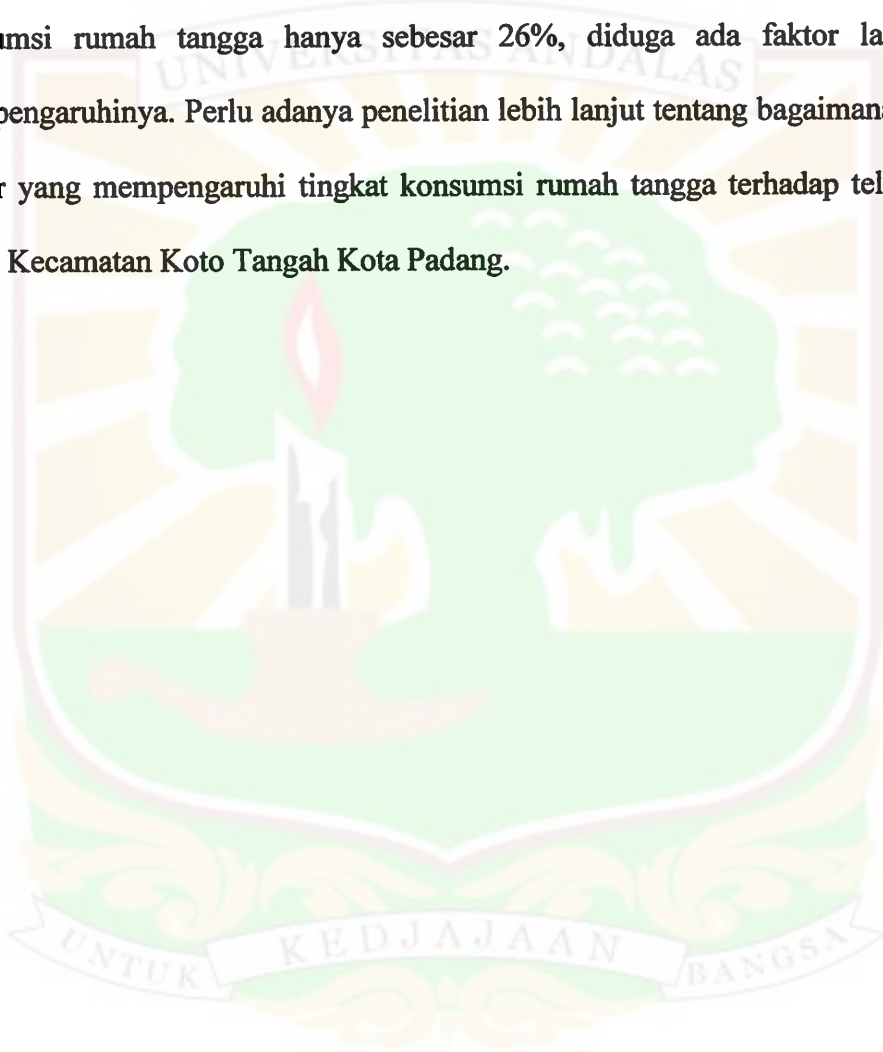 umsi rumah tangga hanya sebesar 26%, diduga ada faktor la
pengaruhinya. Perlu adanya penelitian lebih lanjut tentang bagaimana
r yang mempengaruhi tingkat konsumsi rumah tangga terhadap tel
Kecamatan Koto Tangah Kota Padang.
UNIVERSITAS ANDALAS
UNTUK KEDJAJAAN BANGSA